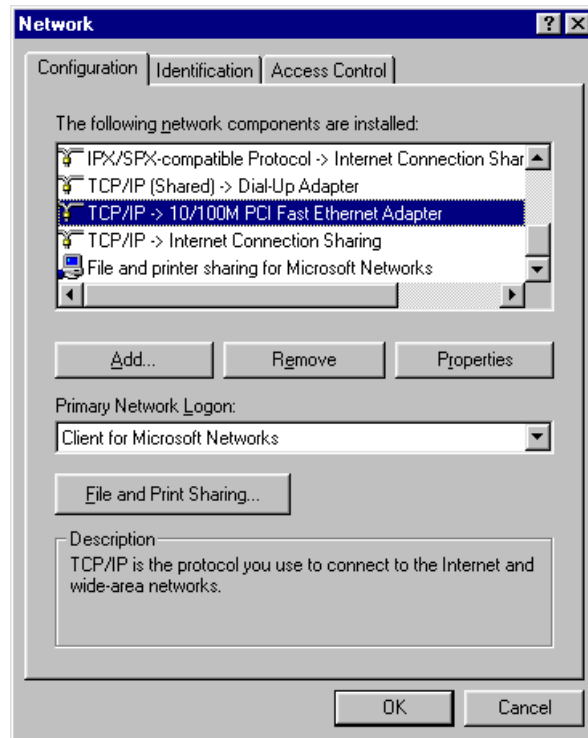 Network
Configuration Identification Access Control
The following network components are installed:
IPX/SPX-compatible Protocol -> Internet Connection Shar
TCP/IP (Shared) -> Dial-Up Adapter
TCP/IP -> 10/100M PCI Fast Ethernet Adapter
TCP/IP -> Internet Connection Sharing
File and printer sharing for Microsoft Networks
Add... Remove Properties
Primary Network Logon:
Client for Microsoft Networks
File and Print Sharing...
Description
TCP/IP is the protocol you use to connect to the Internet and
wide-area networks.
OK Cancel